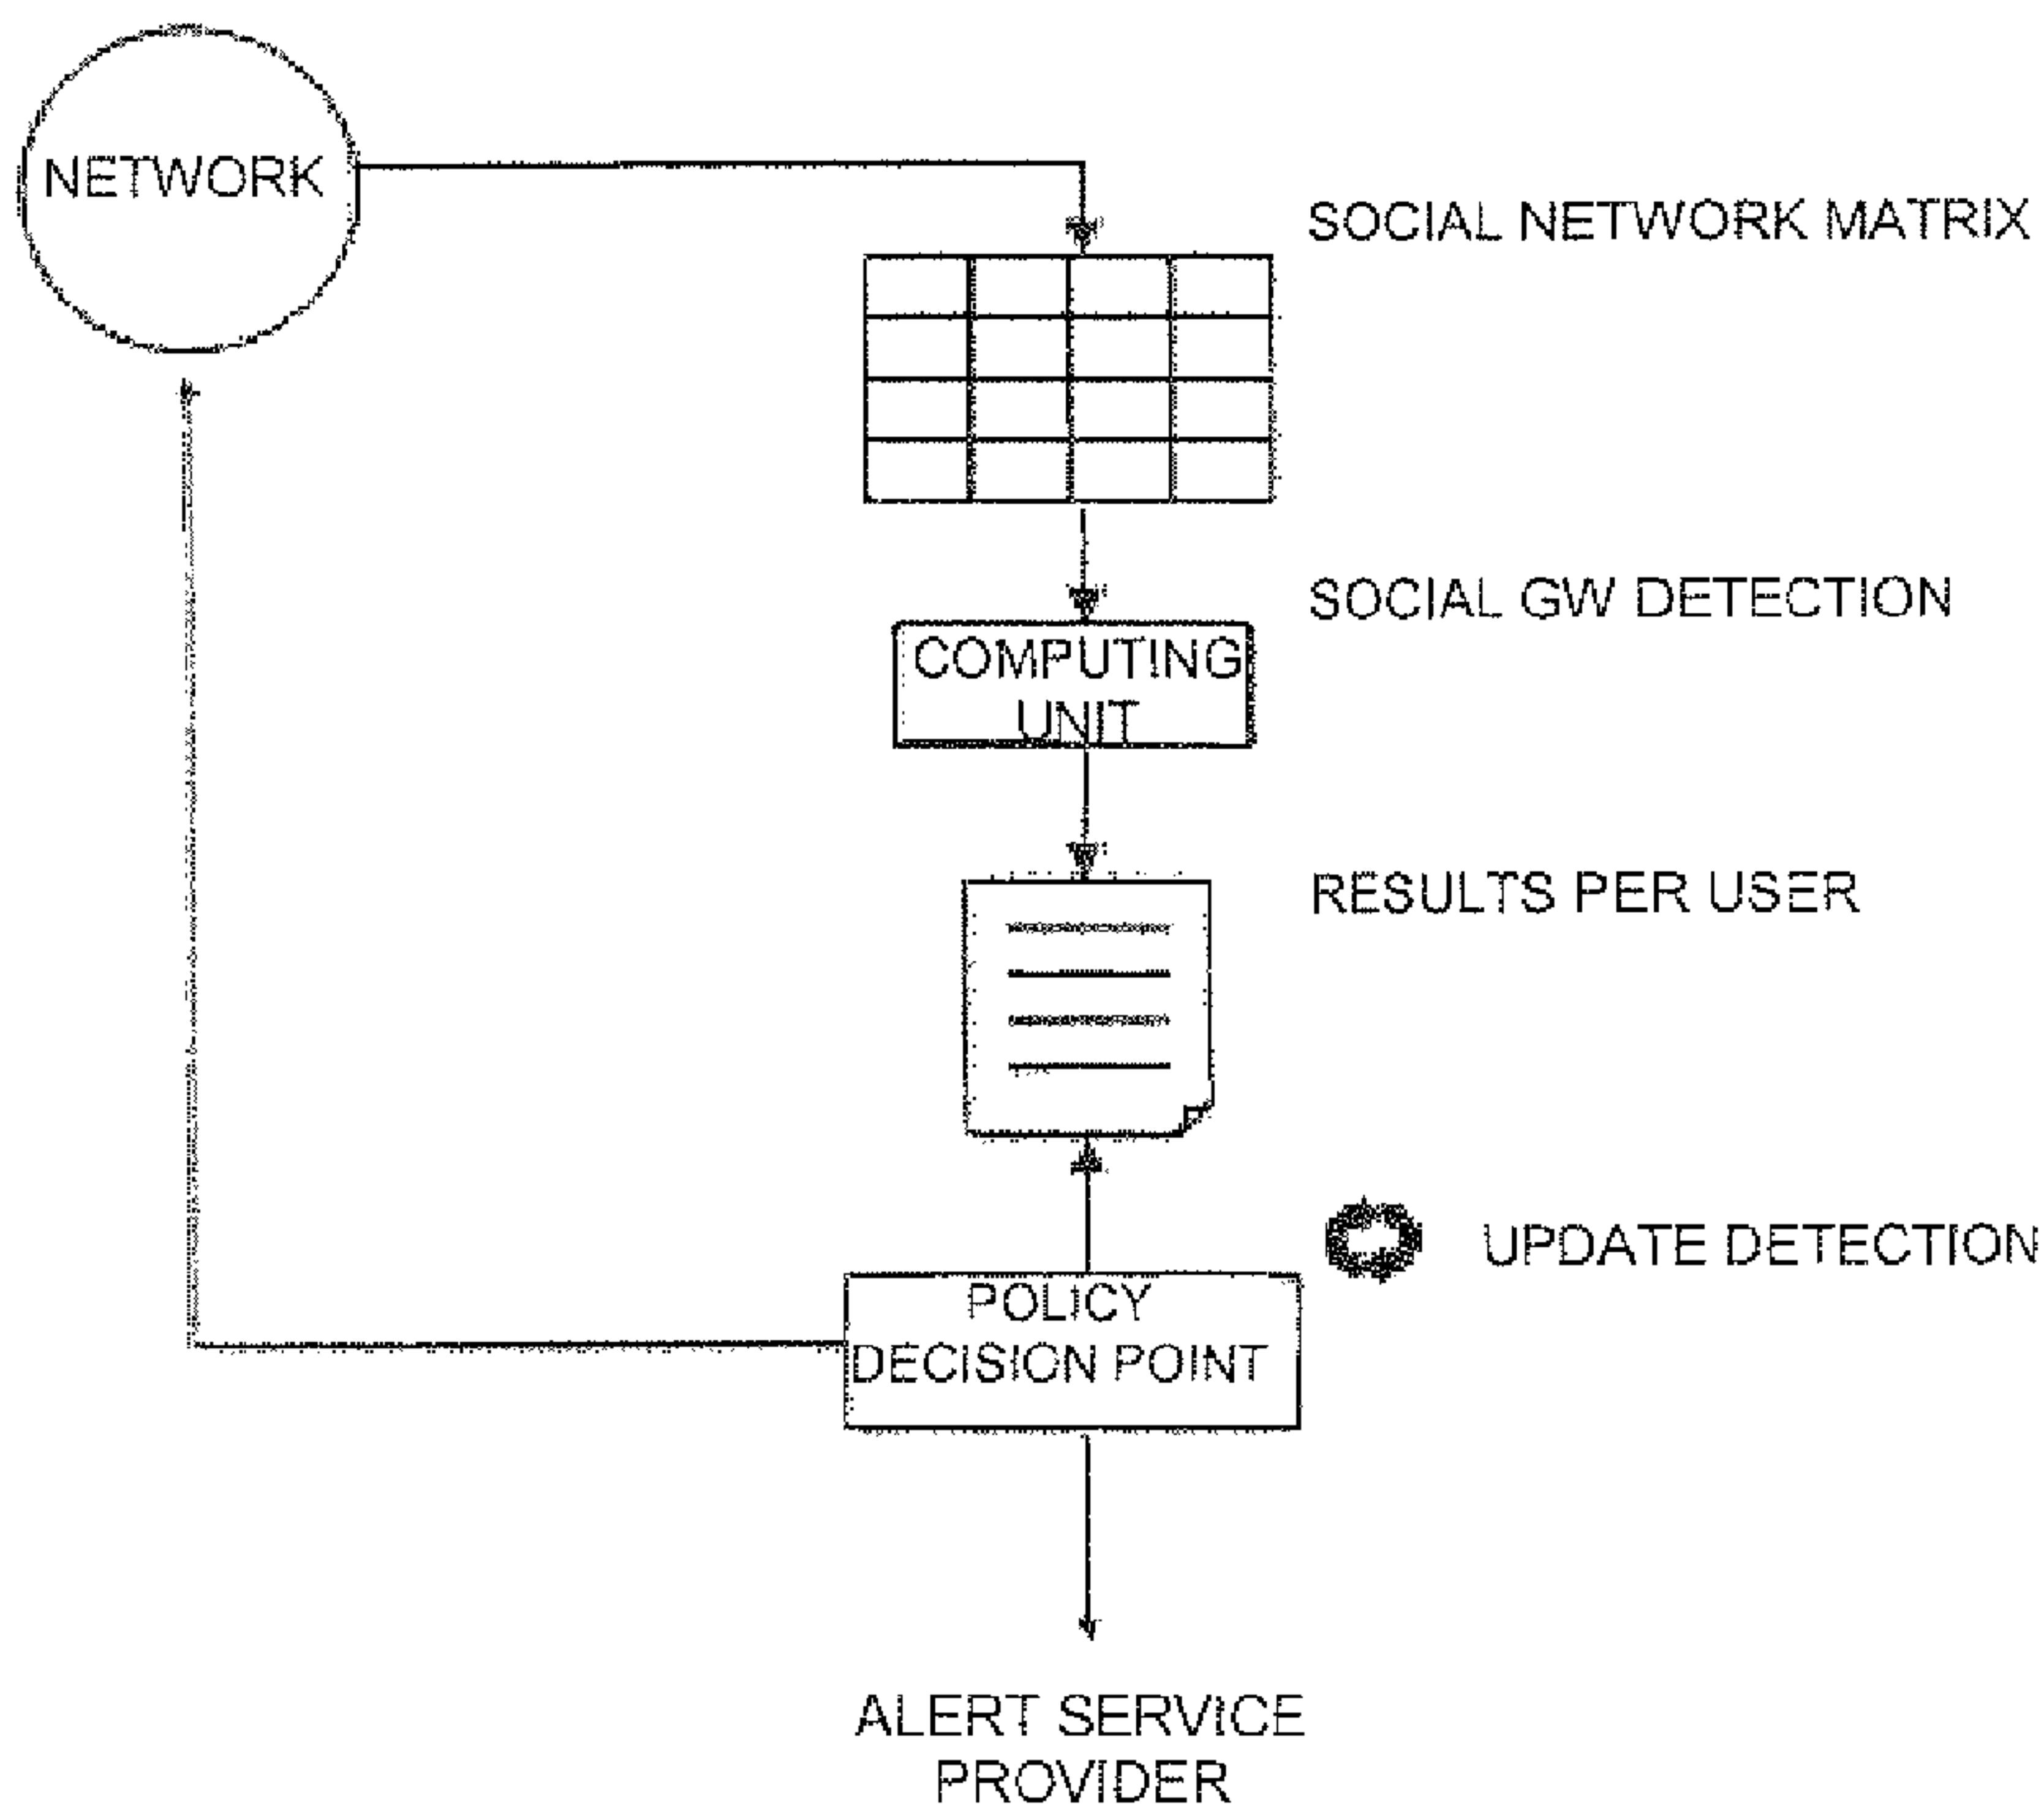 NETWORK
SOCIAL NETWORK MATRIX
SOCIAL GW DETECTION
COMPUTING
UNIT
RESULTS PER USER
UPDATE DETECTION
POLICY
DECISION POINT
ALERT SERVICE
PROVIDER